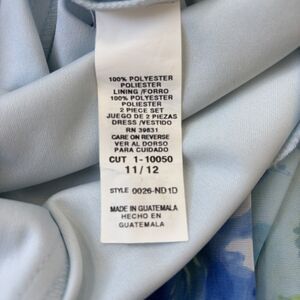 100% POLYESTER
POLIESTER
LINING /FORRO
100% POLYESTER
POLIESTER
2 PIECE SET
JUEGO DE 2 PIEZAS
DRESS /VESTIDO
RN 39831
CARE ON REVERSE
VER AL DORSO
PARA CUIDADO
CUT 1-10050
11/12
STYLE 0026-ND1D
MADE IN GUATEMALA
HECHO EN
GUATEMALA